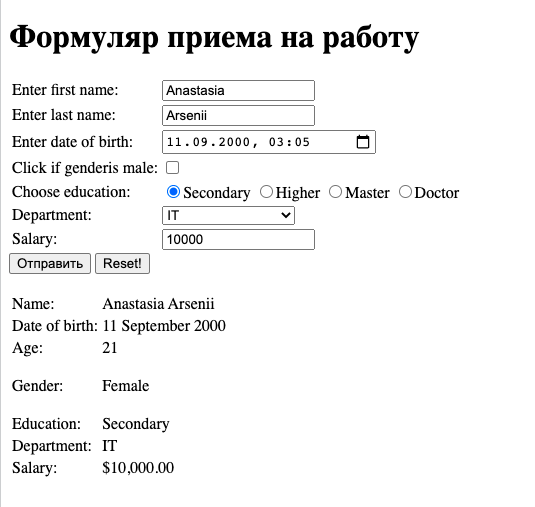 Формуляр приема на работу
Enter first name: Anastasia
Enter last name: Arsenii
Enter date of birth: 11.09.2000, 03:05
Click if genderis male:
Choose education: Secondary Higher Master Doctor
Department: IT
Salary: 10000
Отправить Reset!
Name: Anastasia Arsenii
Date of birth: 11 September 2000
Age: 21
Gender: Female
Education: Secondary
Department: IT
Salary: $10,000.00